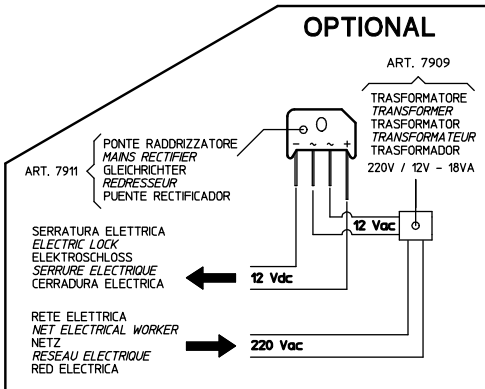 OPTIONAL
ART. 7909
TRASFORMATORE
TRANSFORMER
TRASFORMATOR
TRANSFORMATEUR
TRASFORMADOR
220V / 12V - 18VA
PONTE RADDRIZZATORE
MAINS RECTIFIER
GLEICHRICHTER
REDRESSEUR
PUENTE RECTIFICADOR
ART. 7911
- ~ ~ +
12 Vac
SERRATURA ELETTRICA
ELECTRIC LOCK
ELEKTROSCHLOSS
SERRURE ELECTRIQUE
CERRADURA ELECTRICA
12 Vdc
RETE ELETTRICA
NET ELECTRICAL WORKER
NETZ
RESEAU ELECTRIQUE
RED ELECTRICA
220 Vac